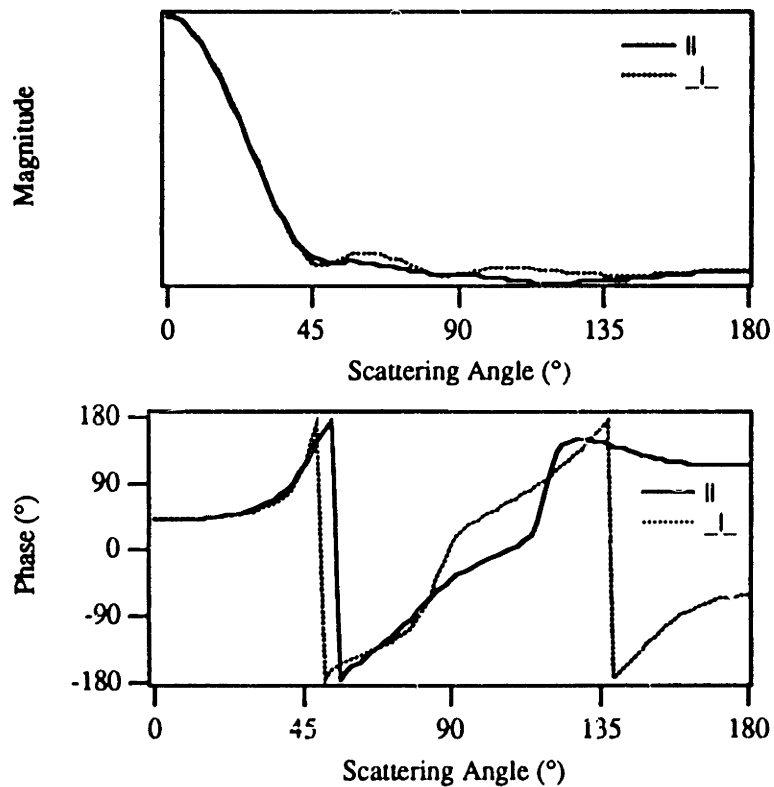 Magnitude
||
_|_
0 45 90 135 180
Scattering Angle (°)
Phase (°)
180
90
0
-90
-180
||
_|_
0 45 90 135 180
Scattering Angle (°)